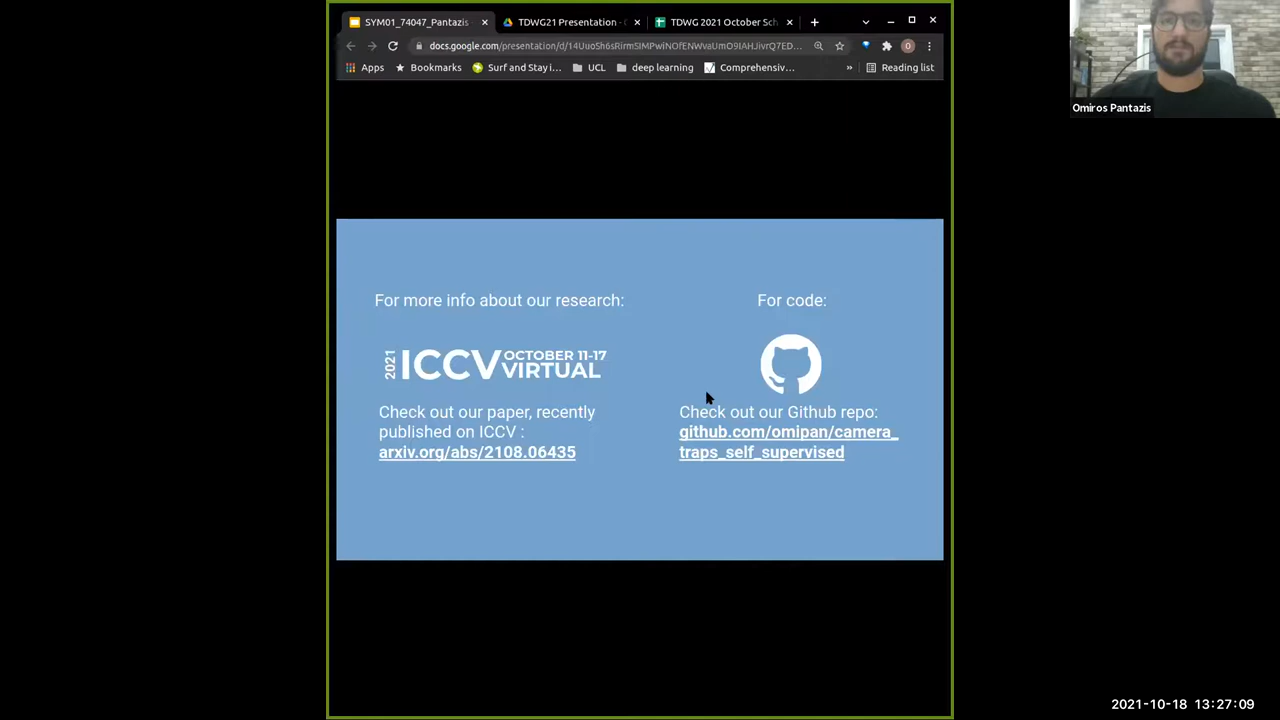 SYM01_74047_Pantazis
TDWG21 Presentation -
TDWG 2021 October Sch
docs.google.com/presentation/d/
O
Apps
Bookmarks
Surf and Stay i...
UCL
deep learning
Comprehensiv...
»
Reading list
Omiros Pantazis
For more info about our research:
For code:
2021 ICCV OCTOBER 11-17
VIRTUAL
Check out our paper, recently
published on ICCV :
arxiv.org/abs/2108.06435
Check out our Github repo:
github.com/omipan/camera_
traps_self_supervised
2021-10-18 13:27:09